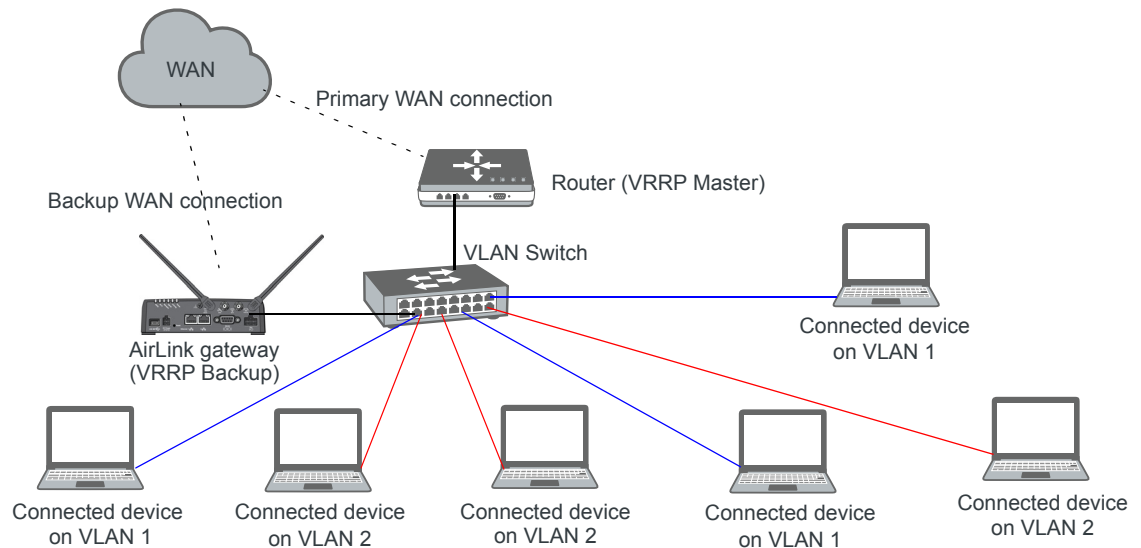 WAN
Primary WAN connection
Router (VRRP Master)
Backup WAN connection
VLAN Switch
AirLink gateway
(VRRP Backup)
Connected device
on VLAN 1
Connected device
on VLAN 1
Connected device
on VLAN 2
Connected device
on VLAN 2
Connected device
on VLAN 1
Connected device
on VLAN 2